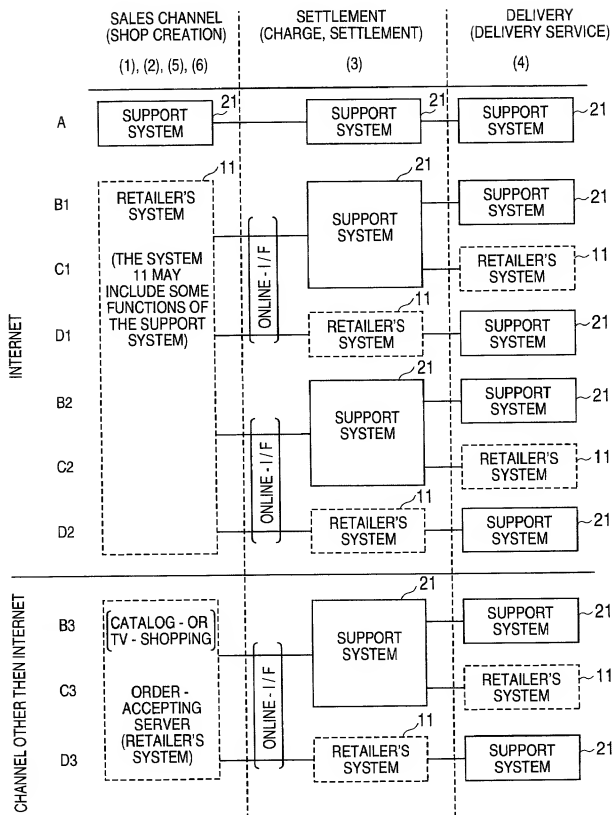 SALES CHANNEL
(SHOP CREATION)
(1), (2), (5), (6)
SETTLEMENT
(CHARGE, SETTLEMENT)
(3)
DELIVERY
(DELIVERY SERVICE)
(4)
INTERNET
A
SUPPORT
SYSTEM
21
SUPPORT
SYSTEM
21
SUPPORT
SYSTEM
21
11
RETAILER'S
SYSTEM
(THE SYSTEM
11 MAY
INCLUDE SOME
FUNCTIONS OF
THE SUPPORT
SYSTEM)
B1
ONLINE - I / F
21
SUPPORT
SYSTEM
SUPPORT
SYSTEM
21
C1
RETAILER'S
SYSTEM
11
D1
11
RETAILER'S
SYSTEM
SUPPORT
SYSTEM
21
B2
ONLINE - I / F
21
SUPPORT
SYSTEM
SUPPORT
SYSTEM
21
C2
RETAILER'S
SYSTEM
11
D2
11
RETAILER'S
SYSTEM
SUPPORT
SYSTEM
21
CHANNEL OTHER THEN INTERNET
B3
[CATALOG - OR
TV - SHOPPING]
ORDER -
ACCEPTING
SERVER
(RETAILER'S
SYSTEM)
ONLINE - I / F
21
SUPPORT
SYSTEM
SUPPORT
SYSTEM
21
C3
RETAILER'S
SYSTEM
11
D3
11
RETAILER'S
SYSTEM
SUPPORT
SYSTEM
21